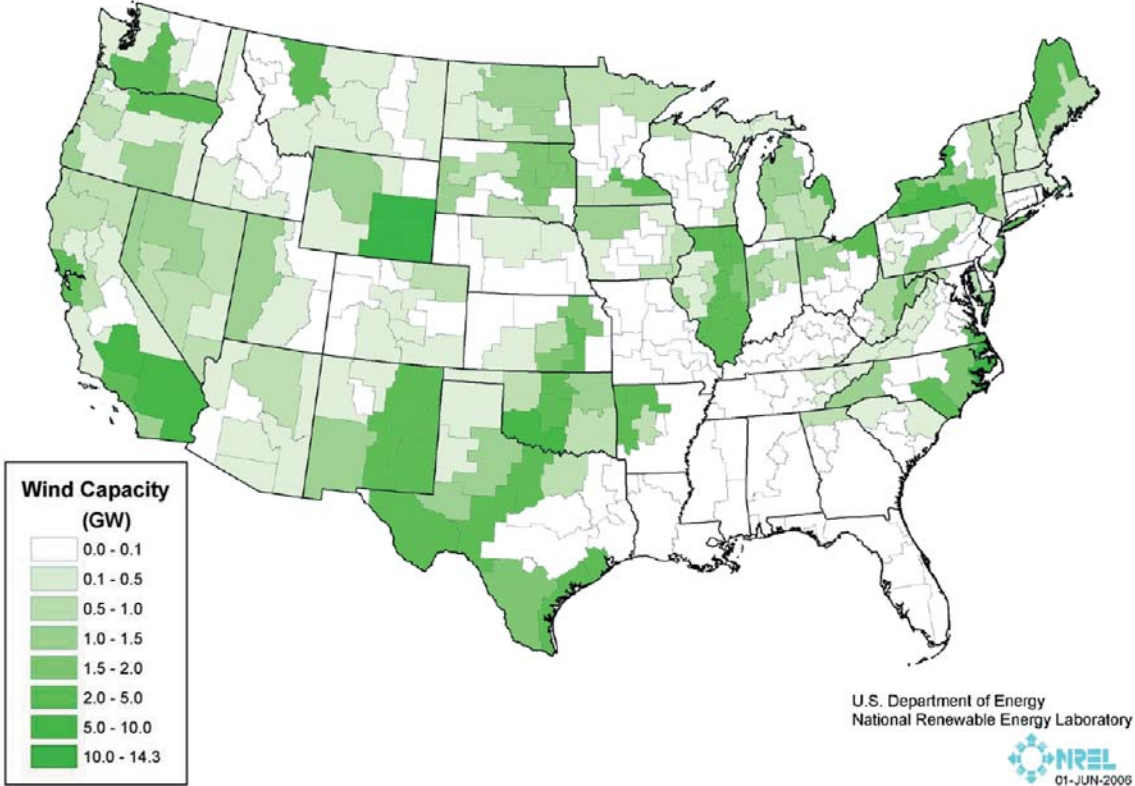 Wind Capacity
(GW)
0.0 - 0.1
0.1 - 0.5
0.5 - 1.0
1.0 - 1.5
1.5 - 2.0
2.0 - 5.0
5.0 - 10.0
10.0 - 14.3
U.S. Department of Energy
National Renewable Energy Laboratory
NREL
01-JUN-2006